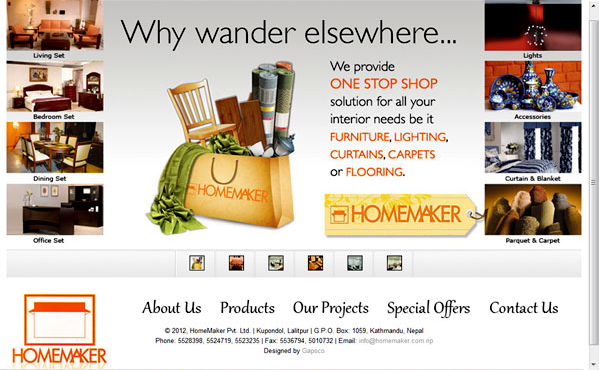 Why wander elsewhere...
Living Set
Bedroom Set
Dining Set
Office Set
We provide
ONE STOP SHOP
solution for all your
interior needs be it
FURNITURE, LIGHTING,
CURTAINS, CARPETS
or FLOORING.
HOMEMAKER
HOMEMAKER
Lights
Accessories
Curtain & Blanket
Parquet & Carpet
HOMEMAKER
About Us Products Our Projects Special Offers Contact Us
© 2012, HomeMaker Pvt. Ltd. | Kupondol, Lalitpur | G.P.O. Box: 1059, Kathmandu, Nepal
Phone: 5528398, 5524719, 5523235 | Fax: 5536794, 5010732 | Email: info@homemaker.com.np
Designed by Gapsco